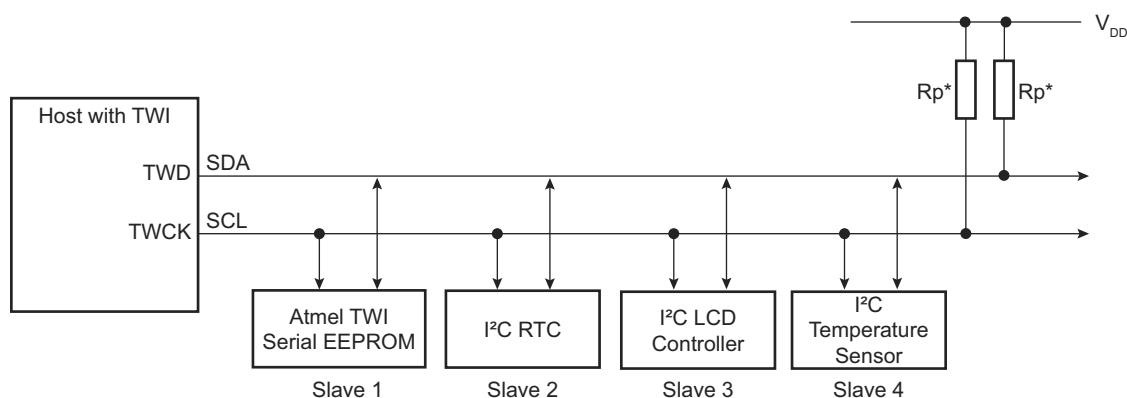 V_DD
Rp* Rp*
Host with TWI
TWD SDA
TWCK SCL
Atmel TWI
Serial EEPROM
I²C RTC
I²C LCD
Controller
I²C
Temperature
Sensor
Slave 1 Slave 2 Slave 3 Slave 4